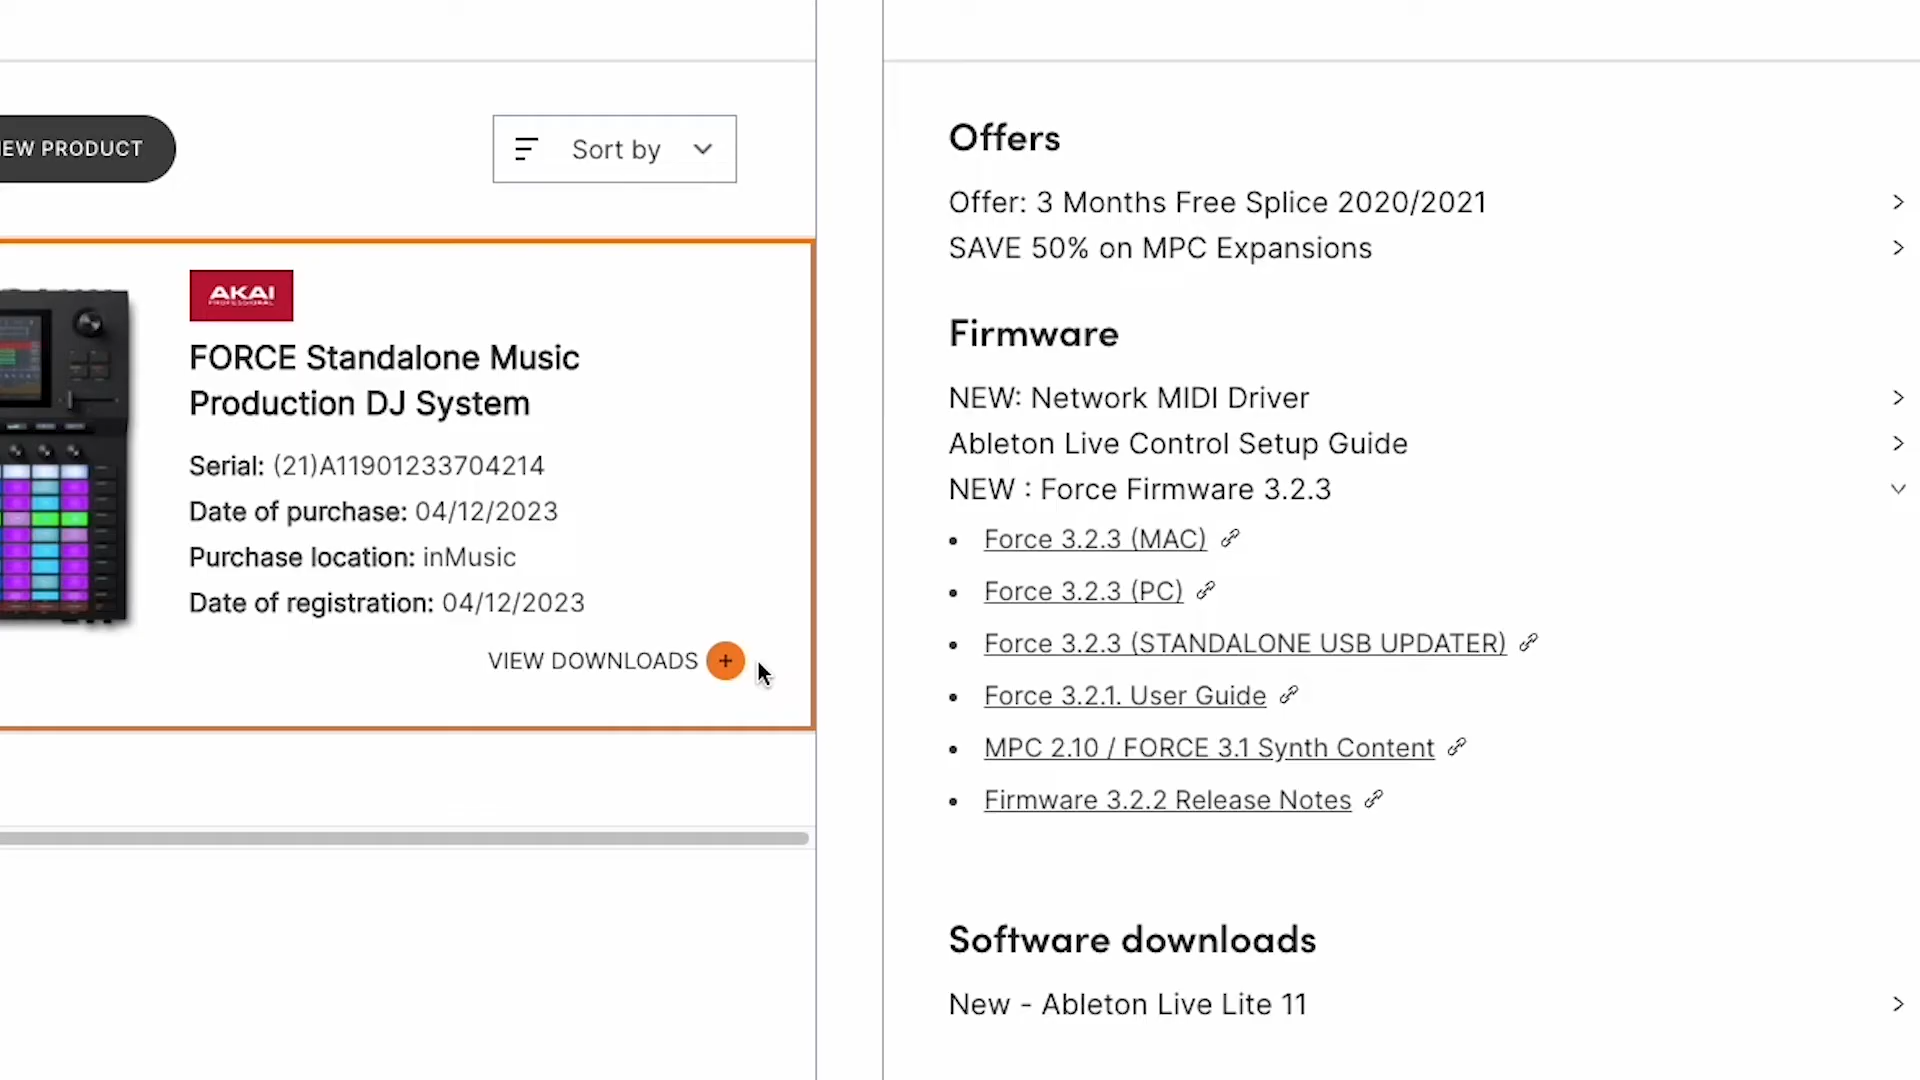 EW PRODUCT
Sort by
AKAI
PROFESSIONAL
FORCE Standalone Music
Production DJ System
Serial: (21)A11901233704214
Date of purchase: 04/12/2023
Purchase location: inMusic
Date of registration: 04/12/2023
VIEW DOWNLOADS
Offers
Offer: 3 Months Free Splice 2020/2021
SAVE 50% on MPC Expansions
Firmware
NEW: Network MIDI Driver
Ableton Live Control Setup Guide
NEW : Force Firmware 3.2.3
Force 3.2.3 (MAC)
Force 3.2.3 (PC)
Force 3.2.3 (STANDALONE USB UPDATER)
Force 3.2.1. User Guide
MPC 2.10 / FORCE 3.1 Synth Content
Firmware 3.2.2 Release Notes
Software downloads
New - Ableton Live Lite 11